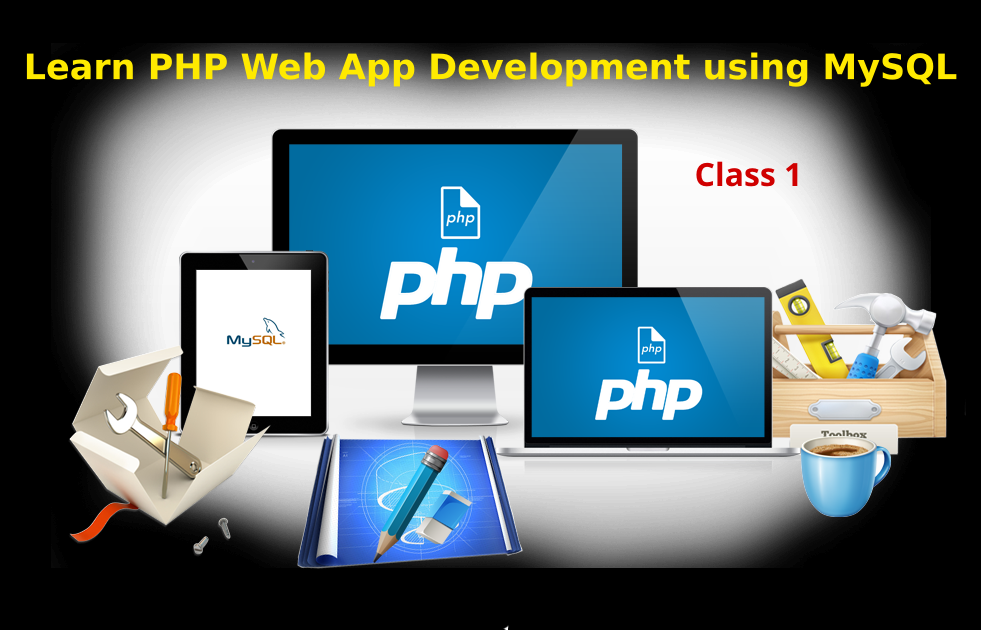 Learn PHP Web App Development using MySQL
Class 1
php
php
MySQL
php
php
Toolbox